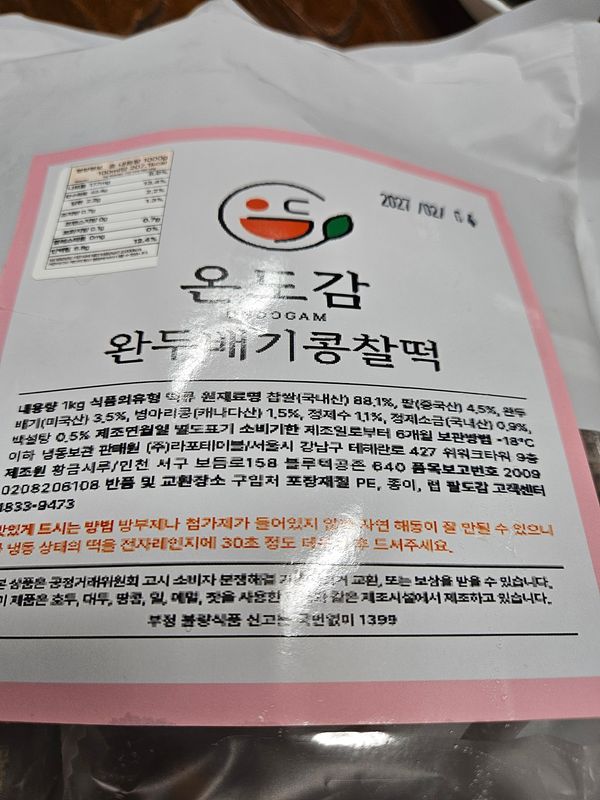 총 내용량 1000g
2027 /02/ 04
온도감
ONDOGAM
완두배기콩찰떡
내용량 1kg 식품의유형 떡류 원재료명 찹쌀(국내산) 88.1%, 팥(중국산) 4.5%, 완두
배기(미국산) 3.5%, 병아리콩(캐나다산) 1.5%, 정제수 1.1%, 정제소금(국내산) 0.9%,
백설탕 0.5% 제조연월일 별도표기 소비기한 제조일로부터 6개월 보관방법 -18°C
이하 냉동보관 판매원 (주)라포테이블/서울시 강남구 테헤란로 427 위워크타워 9층
제조원 황금시루/인천 서구 보듬로158 블루텍공존 640 품목보고번호 2009
0208206108 반품 및 교환장소 구입처 포장재질 PE, 종이, 럽 팔도감 고객센터
4833-9473
맛있게 드시는 방법 방부제나 첨가제가 들어있지 않아 자연 해동이 잘 안될 수 있으니
냉동 상태의 떡을 전자레인지에 30초 정도 드셔주세요.
본 상품은 공정거래위원회 고시 소비자 분쟁해결 교환, 또는 보상을 받을 수 있습니다.
제품은 호두, 대두, 땅콩, 밀, 메밀, 잣을 사용한 같은 제조시설에서 제조하고 있습니다.
부정 불량식품 신고는 국번없이 1399